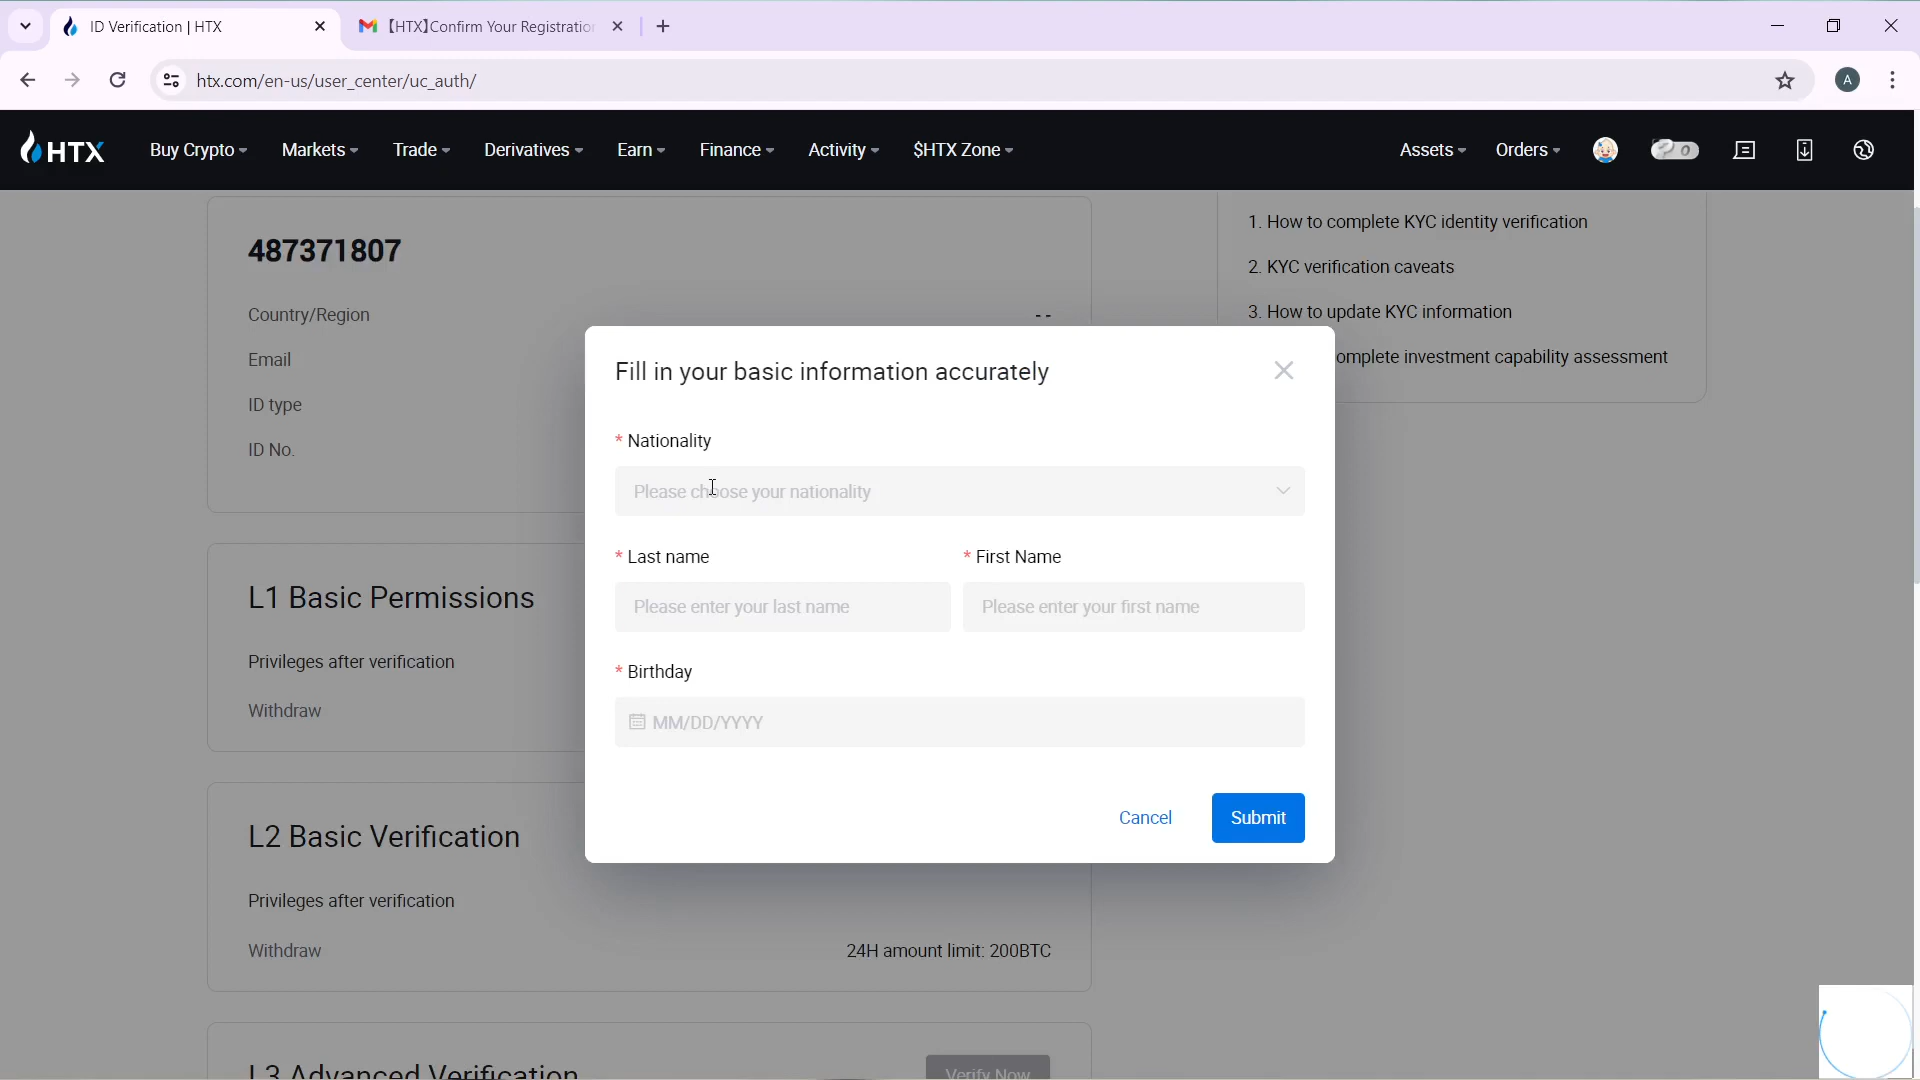 ID Verification | HTX
【HTX】Confirm Your Registration
htx.com/en-us/user_center/uc_auth/
A
HTX
Buy Crypto
Markets
Trade
Derivatives
Earn
Finance
Activity
$HTX Zone
Assets
Orders
0
487371807
Country/Region
--
Email
ID type
ID No.
1. How to complete KYC identity verification
2. KYC verification caveats
3. How to update KYC information
omplete investment capability assessment
Fill in your basic information accurately
* Nationality
Please choose your nationality
* Last name
* First Name
Please enter your last name
Please enter your first name
* Birthday
MM/DD/YYYY
Cancel
Submit
L1 Basic Permissions
Privileges after verification
Withdraw
L2 Basic Verification
Privileges after verification
Withdraw
24H amount limit: 200BTC
L3 Advanced Verification
Verify Now